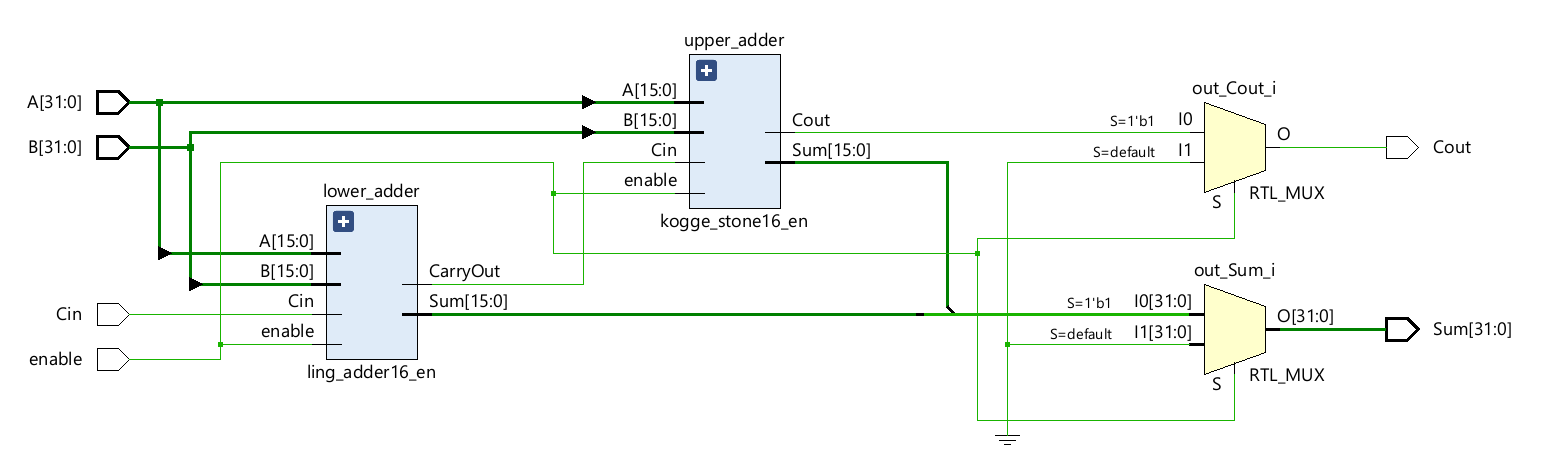 upper_adder
A[15:0]
B[15:0]
Cin
enable
Cout
Sum[15:0]
kogge_stone16_en
A[31:0]
B[31:0]
Cin
enable
lower_adder
A[15:0]
B[15:0]
Cin
enable
CarryOut
Sum[15:0]
ling_adder16_en
out_Cout_i
S=1'b1
I0
S=default
I1
O
S
RTL_MUX
Cout
out_Sum_i
S=1'b1
I0[31:0]
S=default
I1[31:0]
O[31:0]
S
RTL_MUX
Sum[31:0]